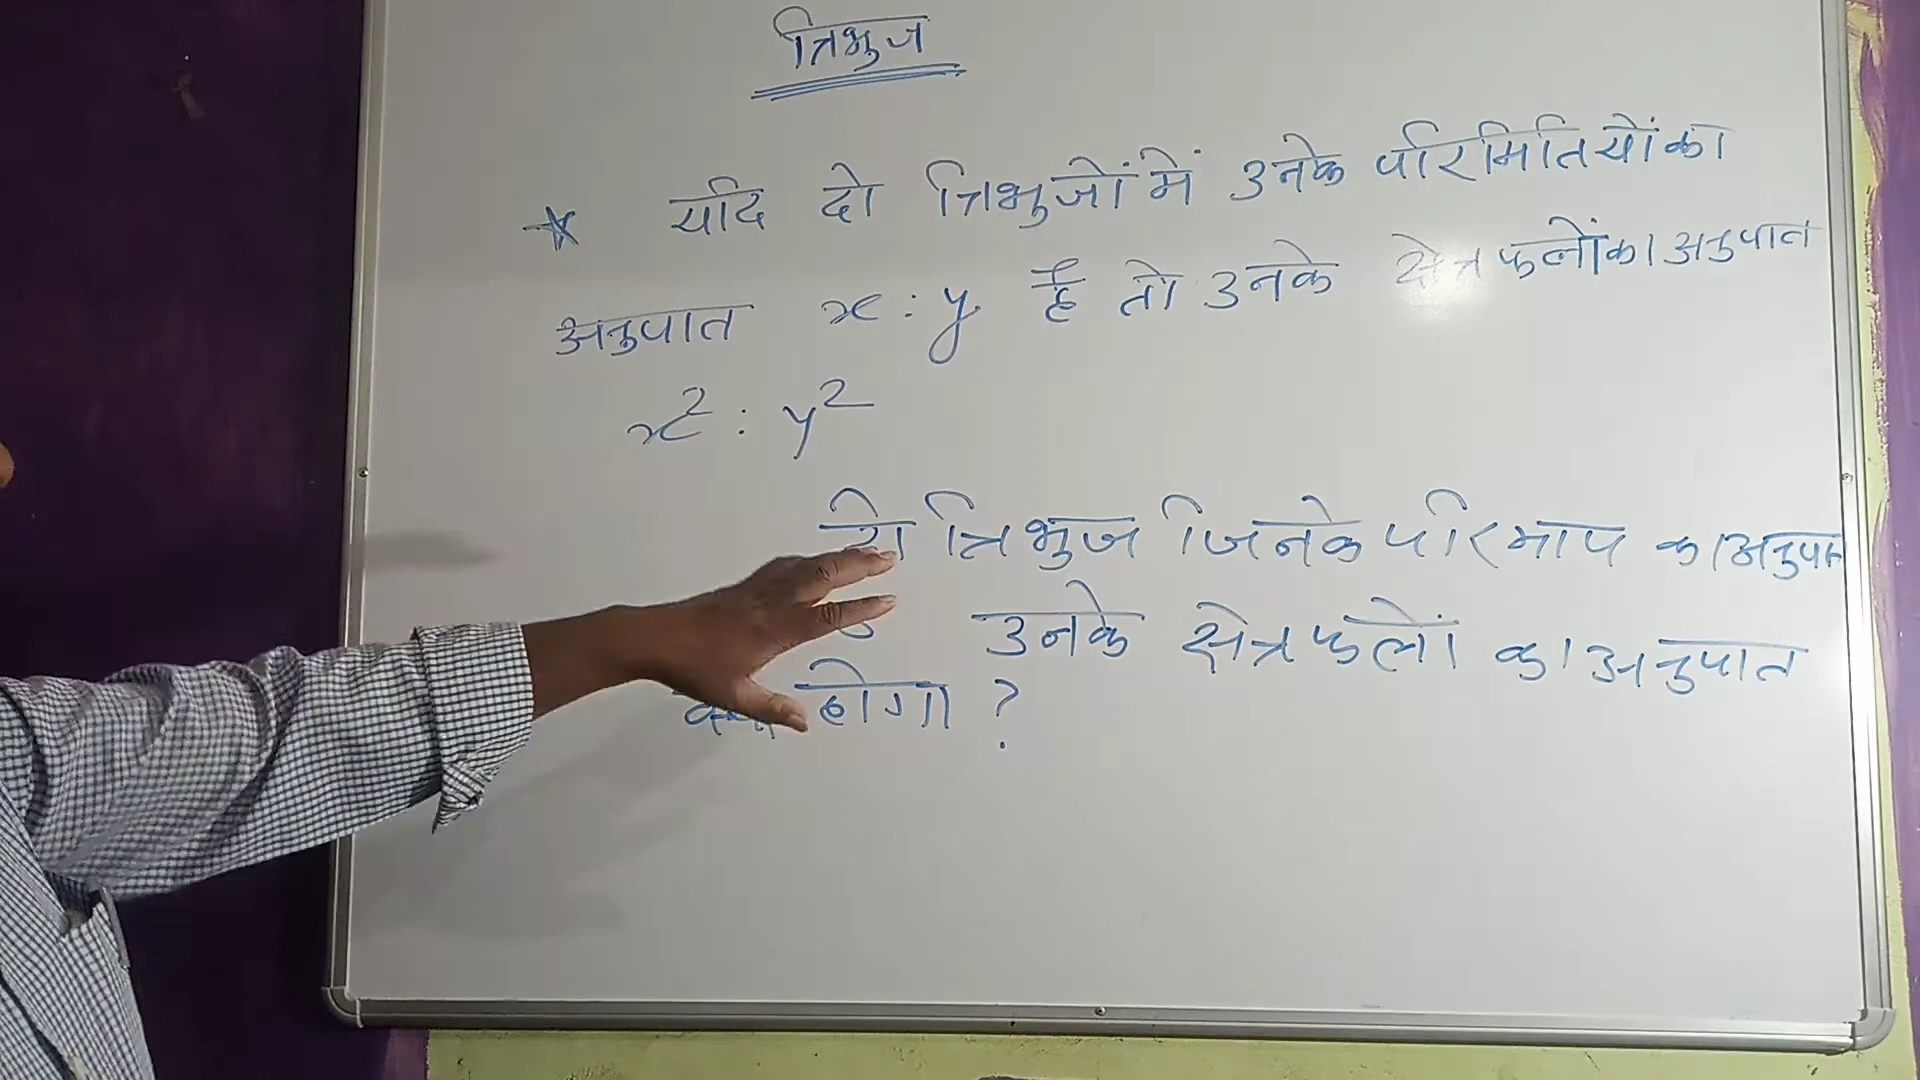 त्रिभुज
★ यदि दो त्रिभुजों में उनके परिमितियों का
अनुपात x : y है तो उनके क्षेत्रफलों का अनुपात
x² : y²
दो त्रिभुज जिनके परिमाप का अनुपात
उनके क्षेत्रफलों का अनुपात
होगा ?